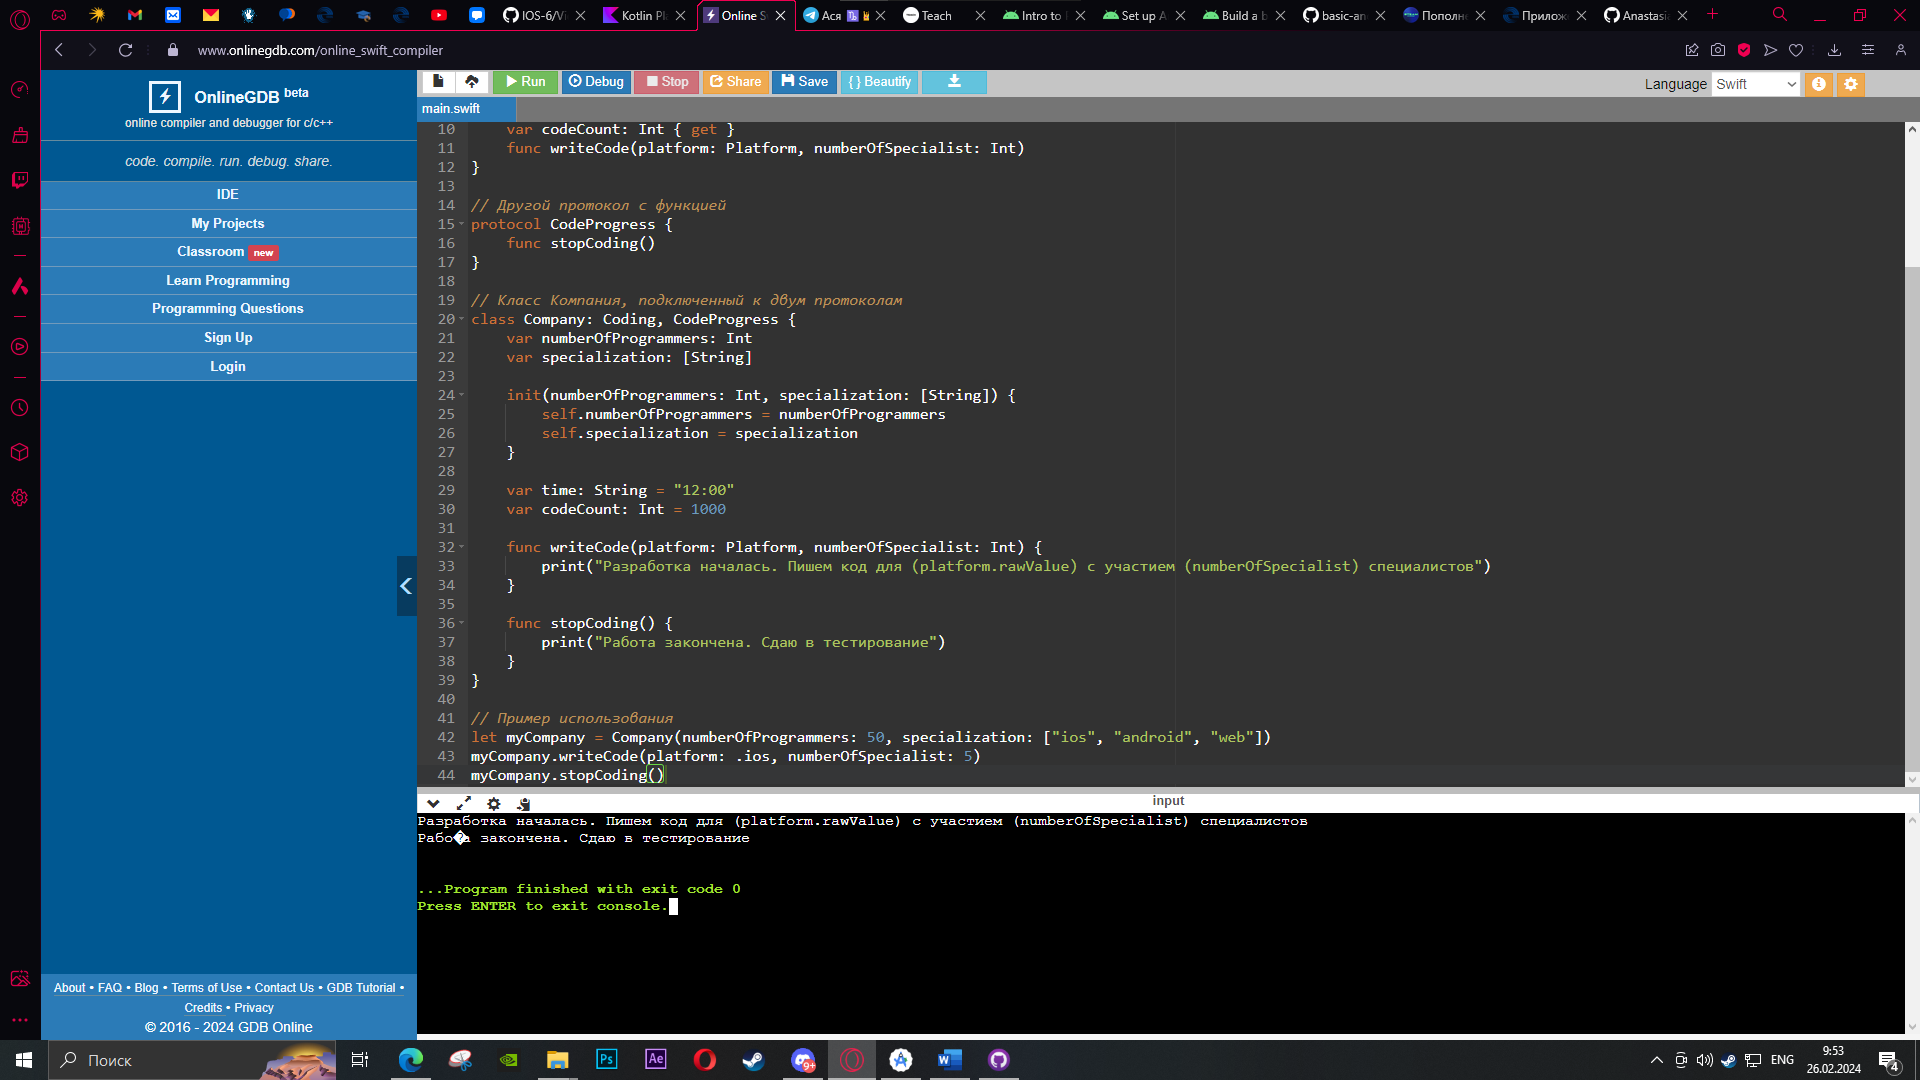 IOS-6/Vi
Kotlin Pl
Online S
Ася
Teach
Intro to
Set up A
Build a b
basic-an
Пополн
Прилож
Anastasi
www.onlinegdb.com/online_swift_compiler
OnlineGDB beta
online compiler and debugger for c/c++
code. compile. run. debug. share.
IDE
My Projects
Classroom new
Learn Programming
Programming Questions
Sign Up
Login
About • FAQ • Blog • Terms of Use • Contact Us • GDB Tutorial •
Credits • Privacy
© 2016 - 2024 GDB Online
Run
Debug
Stop
Share
Save
{ } Beautify
Language Swift
main.swift
10 var codeCount: Int { get }
11 func writeCode(platform: Platform, numberOfSpecialist: Int)
12 }
13
14 // Другой протокол с функцией
15 protocol CodeProgress {
16 func stopCoding()
17 }
18
19 // Класс Компания, подключенный к двум протоколам
20 class Company: Coding, CodeProgress {
21 var numberOfProgrammers: Int
22 var specialization: [String]
23
24 init(numberOfProgrammers: Int, specialization: [String]) {
25 self.numberOfProgrammers = numberOfProgrammers
26 self.specialization = specialization
27 }
28
29 var time: String = "12:00"
30 var codeCount: Int = 1000
31
32 func writeCode(platform: Platform, numberOfSpecialist: Int) {
33 print("Разработка началась. Пишем код для (platform.rawValue) с участием (numberOfSpecialist) специалистов")
34 }
35
36 func stopCoding() {
37 print("Работа закончена. Сдаю в тестирование")
38 }
39 }
40
41 // Пример использования
42 let myCompany = Company(numberOfProgrammers: 50, specialization: ["ios", "android", "web"])
43 myCompany.writeCode(platform: .ios, numberOfSpecialist: 5)
44 myCompany.stopCoding()
input
Разработка началась. Пишем код для (platform.rawValue) с участием (numberOfSpecialist) специалистов
Рабо�а закончена. Сдаю в тестирование
...Program finished with exit code 0
Press ENTER to exit console.
Поиск
Ps
Ae
9+
ENG
9:53
26.02.2024
4